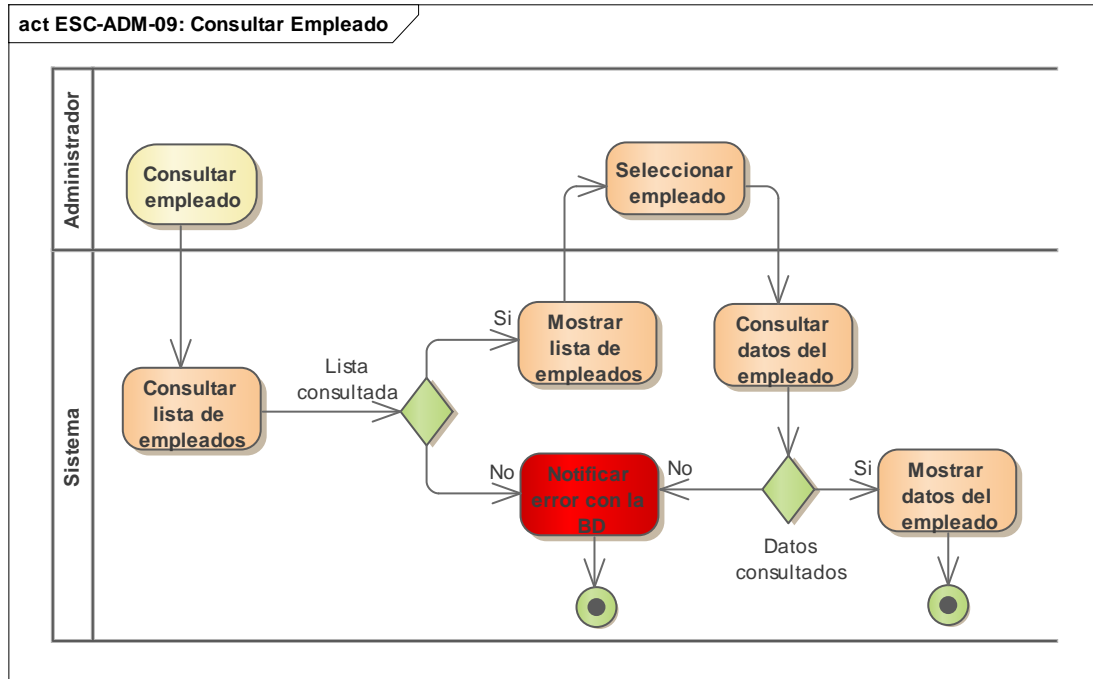 act ESC-ADM-09: Consultar Empleado
Administrador
Consultar
empleado
Seleccionar
empleado
Sistema
Consultar
lista de
empleados
Lista
consultada
Si
Mostrar
lista de
empleados
No
Notificar
error con la
BD
Consultar
datos del
empleado
No
Datos
consultados
Si
Mostrar
datos del
empleado